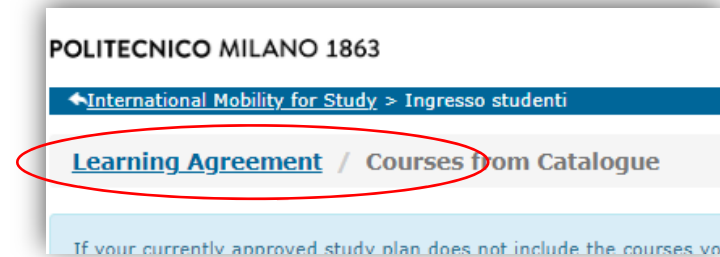 POLITECNICO MILANO 1863
International Mobility for Study > Ingresso studenti
Learning Agreement / Courses from Catalogue
If your currently approved study plan does not include the courses yo